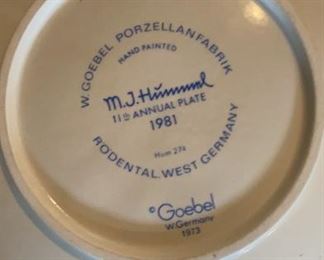 W. GOEBEL PORZELLANFABRIK
HAND PAINTED
M.J. Hummel
11th ANNUAL PLATE
1981
Hum 274
RODENTAL. WEST GERMANY
©Goebel
W. Germany
1973